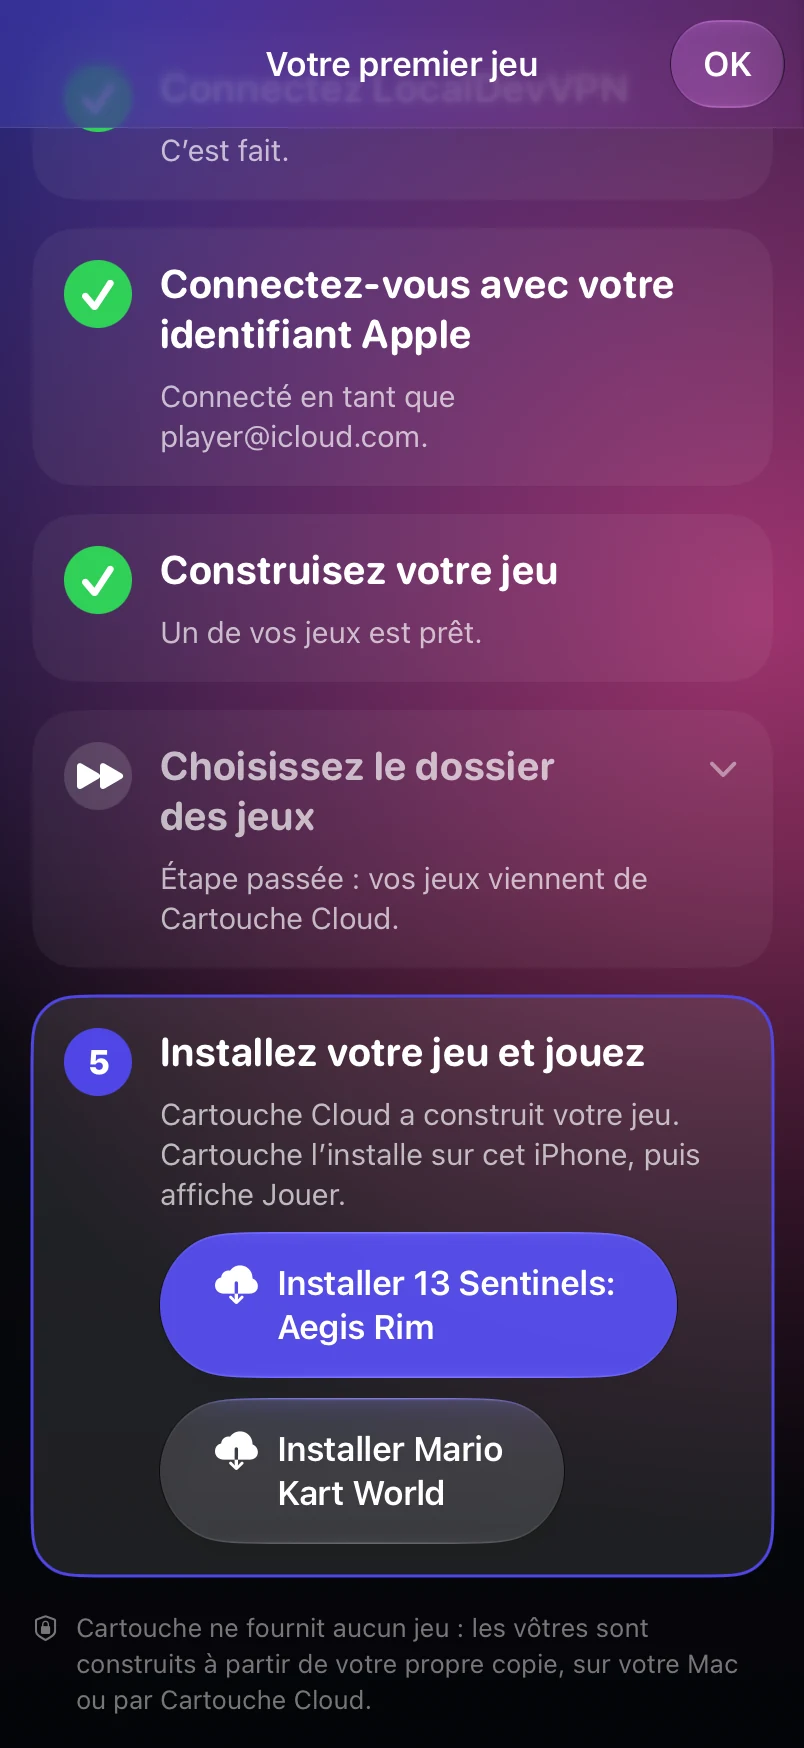 Votre premier jeu
OK
Connectez LocalDevVPN
C’est fait.
Connectez-vous avec votre
identifiant Apple
Connecté en tant que
player@icloud.com.
Construisez votre jeu
Un de vos jeux est prêt.
Choisissez le dossier
des jeux
Étape passée : vos jeux viennent de
Cartouche Cloud.
5
Installez votre jeu et jouez
Cartouche Cloud a construit votre jeu.
Cartouche l’installe sur cet iPhone, puis
affiche Jouer.
Installer 13 Sentinels:
Aegis Rim
Installer Mario
Kart World
Cartouche ne fournit aucun jeu : les vôtres sont
construits à partir de votre propre copie, sur votre Mac
ou par Cartouche Cloud.